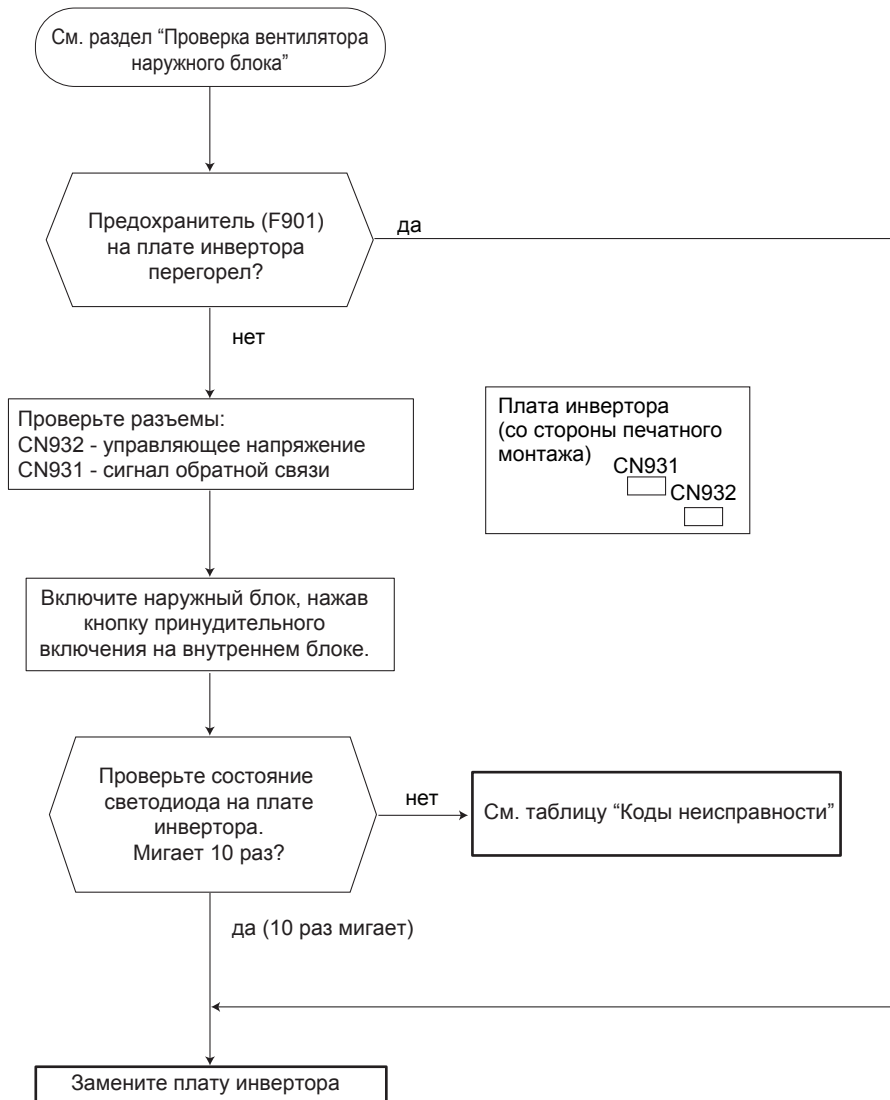 См. раздел “Проверка вентилятора
наружного блока”
Предохранитель (F901)
на плате инвертора
перегорел?
да
нет
Проверьте разъемы:
CN932 - управляющее напряжение
CN931 - сигнал обратной связи
Плата инвертора
(со стороны печатного
монтажа)
CN931
CN932
Включите наружный блок, нажав
кнопку принудительного
включения на внутреннем блоке.
Проверьте состояние
светодиода на плате
инвертора.
Мигает 10 раз?
нет
См. таблицу “Коды неисправности”
да (10 раз мигает)
Замените плату инвертора